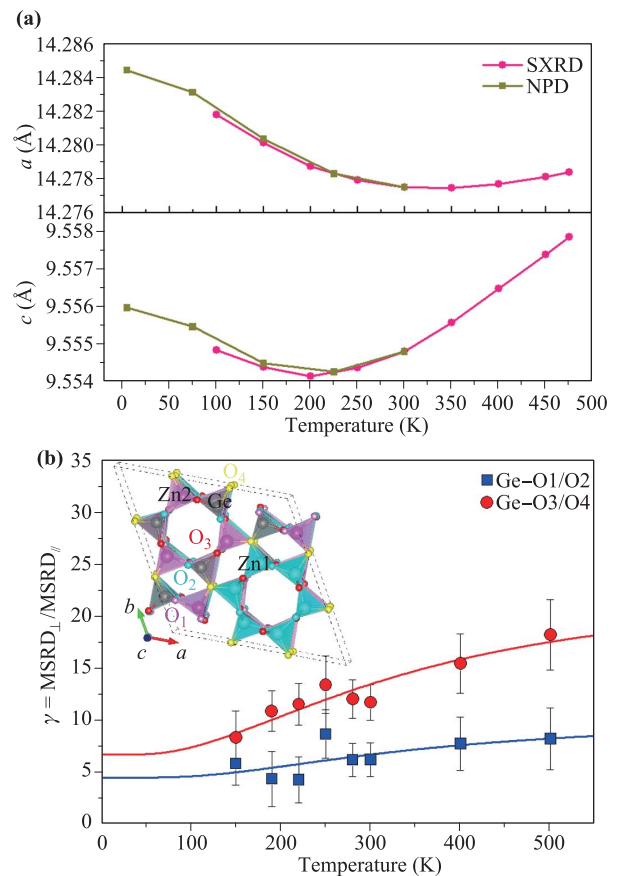 (a)
14.286
14.284
14.282
14.280
14.278
14.276
a (Å)
SXRD
NPD
9.558
9.557
9.556
9.555
9.554
c (Å)
0 50 100 150 200 250 300 350 400 450 500
Temperature (K)
(b)
35
30
25
20
15
10
5
0
γ = MSRD⊥/MSRD//
Ge–O1/O2
Ge–O3/O4
O4
Zn2
Ge
O3
Zn1
O2
O1
b
c
a
0 100 200 300 400 500
Temperature (K)